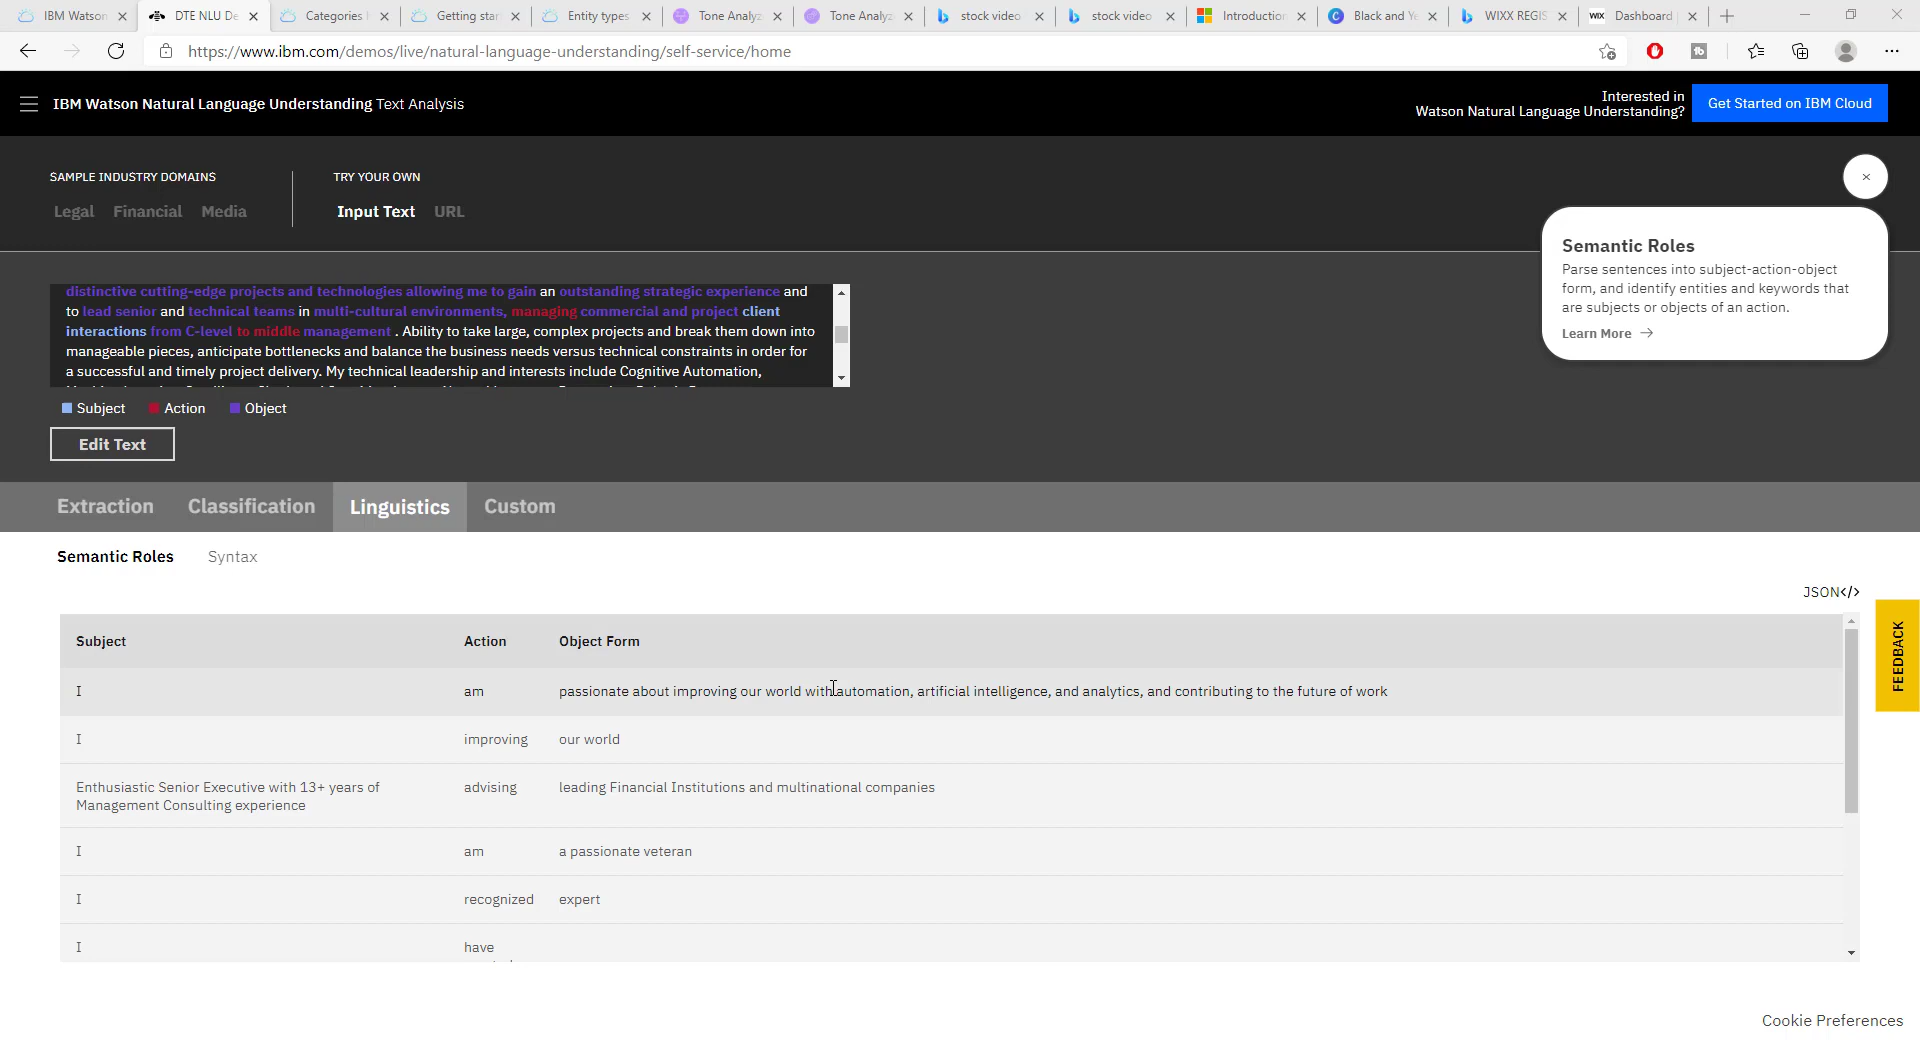 IBM Watson
DTE NLU De
Categories
Getting star
Entity types
Tone Analyz
Tone Analyz
stock video
stock video
Introduction
Black and Ye
WIXX REGIS
WIX Dashboard
https://www.ibm.com/demos/live/natural-language-understanding/self-service/home
IBM Watson Natural Language Understanding Text Analysis
Interested in
Watson Natural Language Understanding?
Get Started on IBM Cloud
SAMPLE INDUSTRY DOMAINS
TRY YOUR OWN
Legal Financial Media
Input Text URL
Semantic Roles
Parse sentences into subject-action-object
form, and identify entities and keywords that
are subjects or objects of an action.
Learn More →
distinctive cutting-edge projects and technologies allowing me to gain an outstanding strategic experience and
to lead senior and technical teams in multi-cultural environments, managing commercial and project client
interactions from C-level to middle management . Ability to take large, complex projects and break them down into
manageable pieces, anticipate bottlenecks and balance the business needs versus technical constraints in order for
a successful and timely project delivery. My technical leadership and interests include Cognitive Automation,
Subject Action Object
Edit Text
Extraction Classification Linguistics Custom
Semantic Roles Syntax
JSON</>
FEEDBACK
Subject Action Object Form
I am passionate about improving our world with automation, artificial intelligence, and analytics, and contributing to the future of work
I improving our world
Enthusiastic Senior Executive with 13+ years of
Management Consulting experience
advising leading Financial Institutions and multinational companies
I am a passionate veteran
I recognized expert
I have
Cookie Preferences